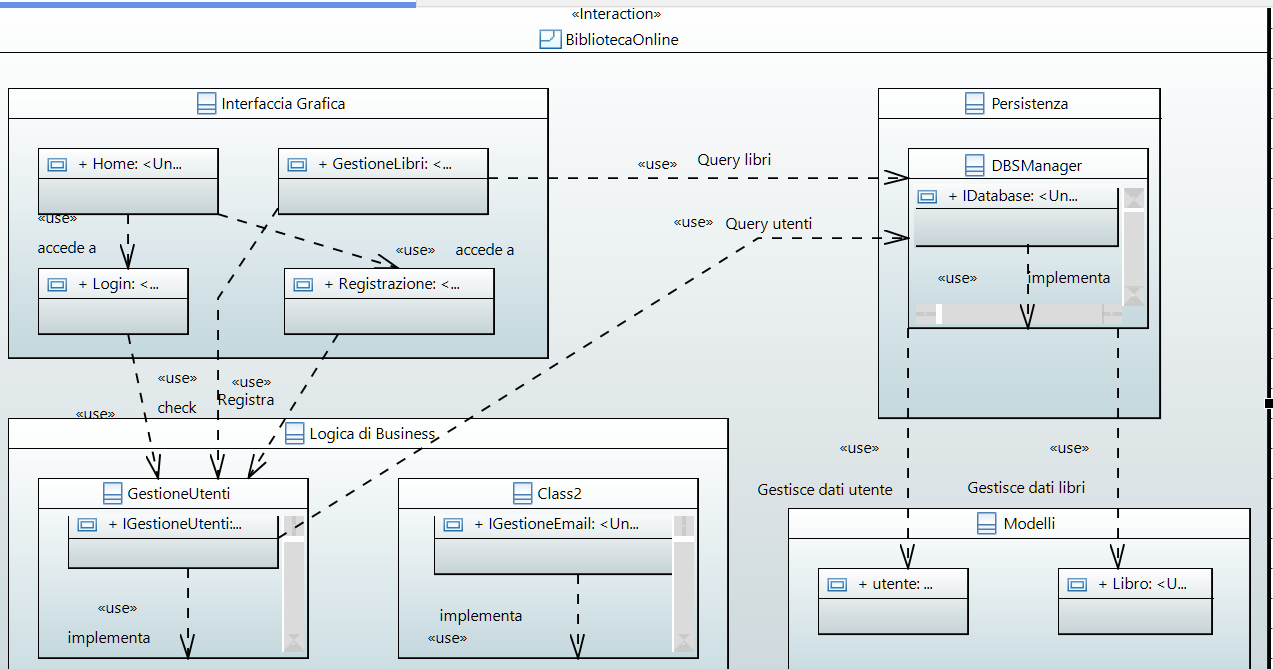 «Interaction»
BibliotecaOnline
Interfaccia Grafica
+ Home: <Un...
+ GestioneLibri: <...
«use»
accede a
«use» accede a
+ Login: <...
+ Registrazione: <...
«use» Query libri
«use» Query utenti
Persistenza
DBSManager
+ IDatabase: <Un...
«use» implementa
«use»
«use»
check
«use»
Registra
Logica di Business
GestioneUtenti
+ IGestioneUtenti:...
«use»
implementa
Class2
+ IGestioneEmail: <Un...
implementa
«use»
«use»
Gestisce dati utente
«use»
Gestisce dati libri
Modelli
+ utente: ...
+ Libro: <U...